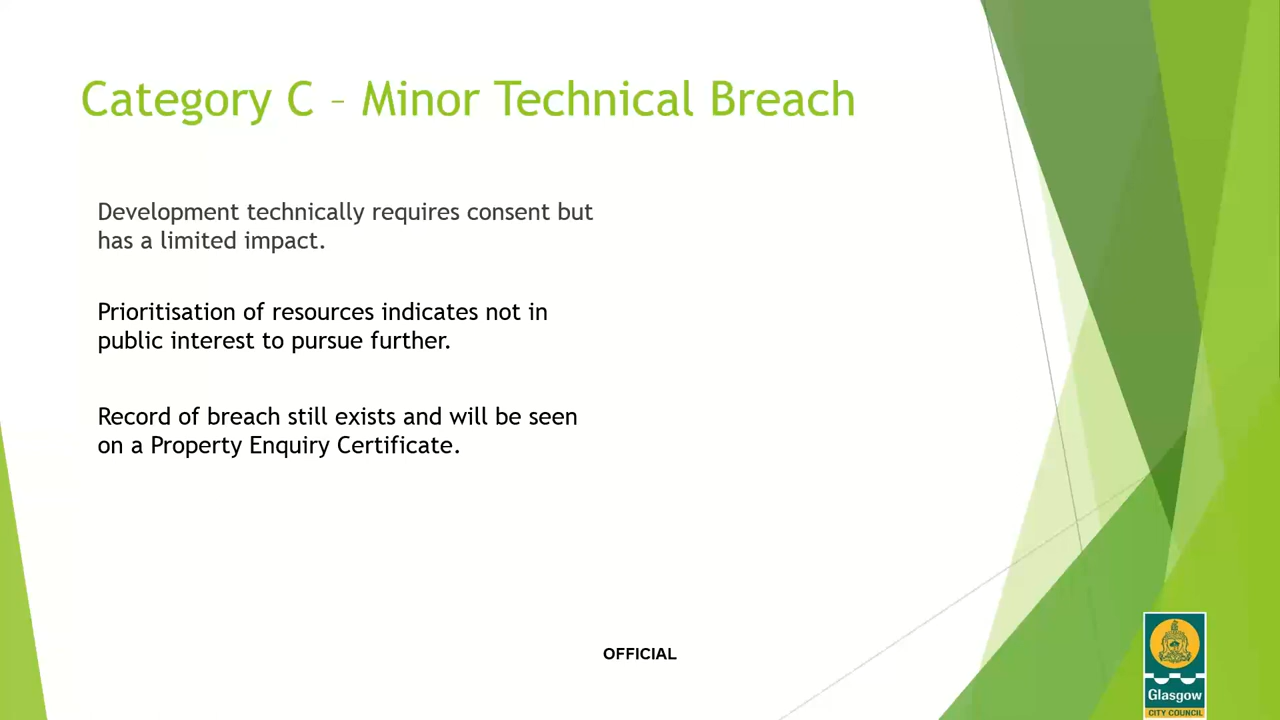 Category C – Minor Technical Breach
Development technically requires consent but
has a limited impact.
Prioritisation of resources indicates not in
public interest to pursue further.
Record of breach still exists and will be seen
on a Property Enquiry Certificate.
OFFICIAL
Glasgow
CITY COUNCIL